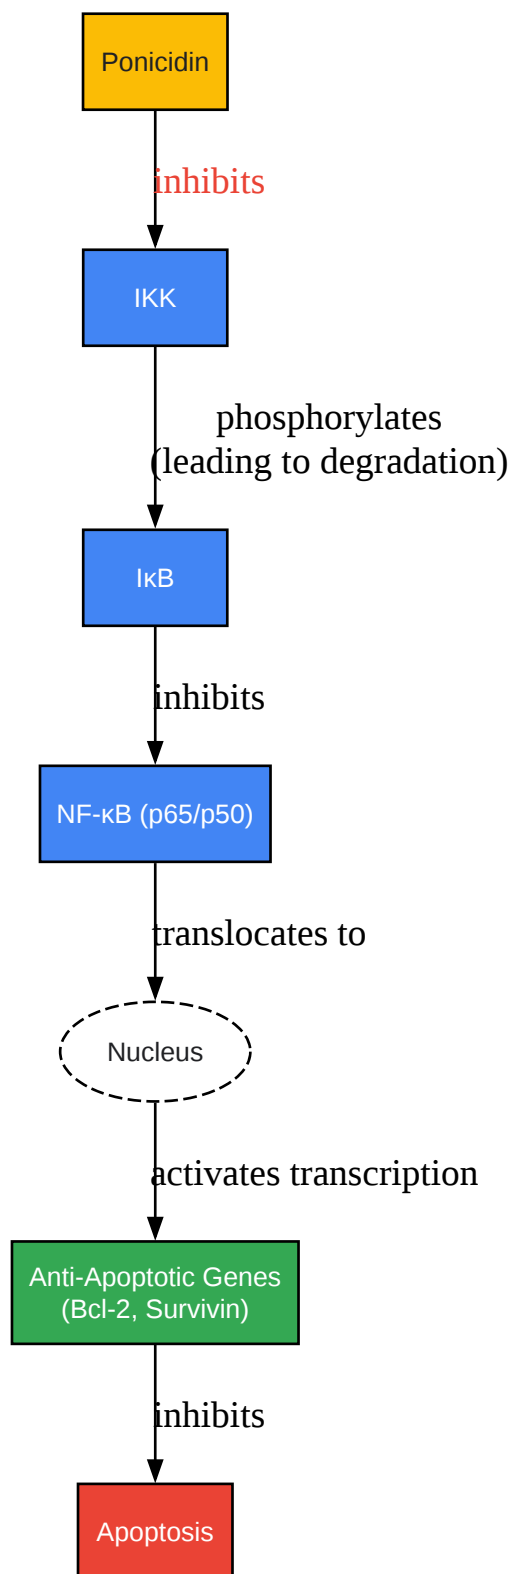 Ponicidin
inhibits
IKK
phosphorylates
(leading to degradation)
IκB
inhibits
NF-κB (p65/p50)
translocates to
Nucleus
activates transcription
Anti-Apoptotic Genes
(Bcl-2, Survivin)
inhibits
Apoptosis